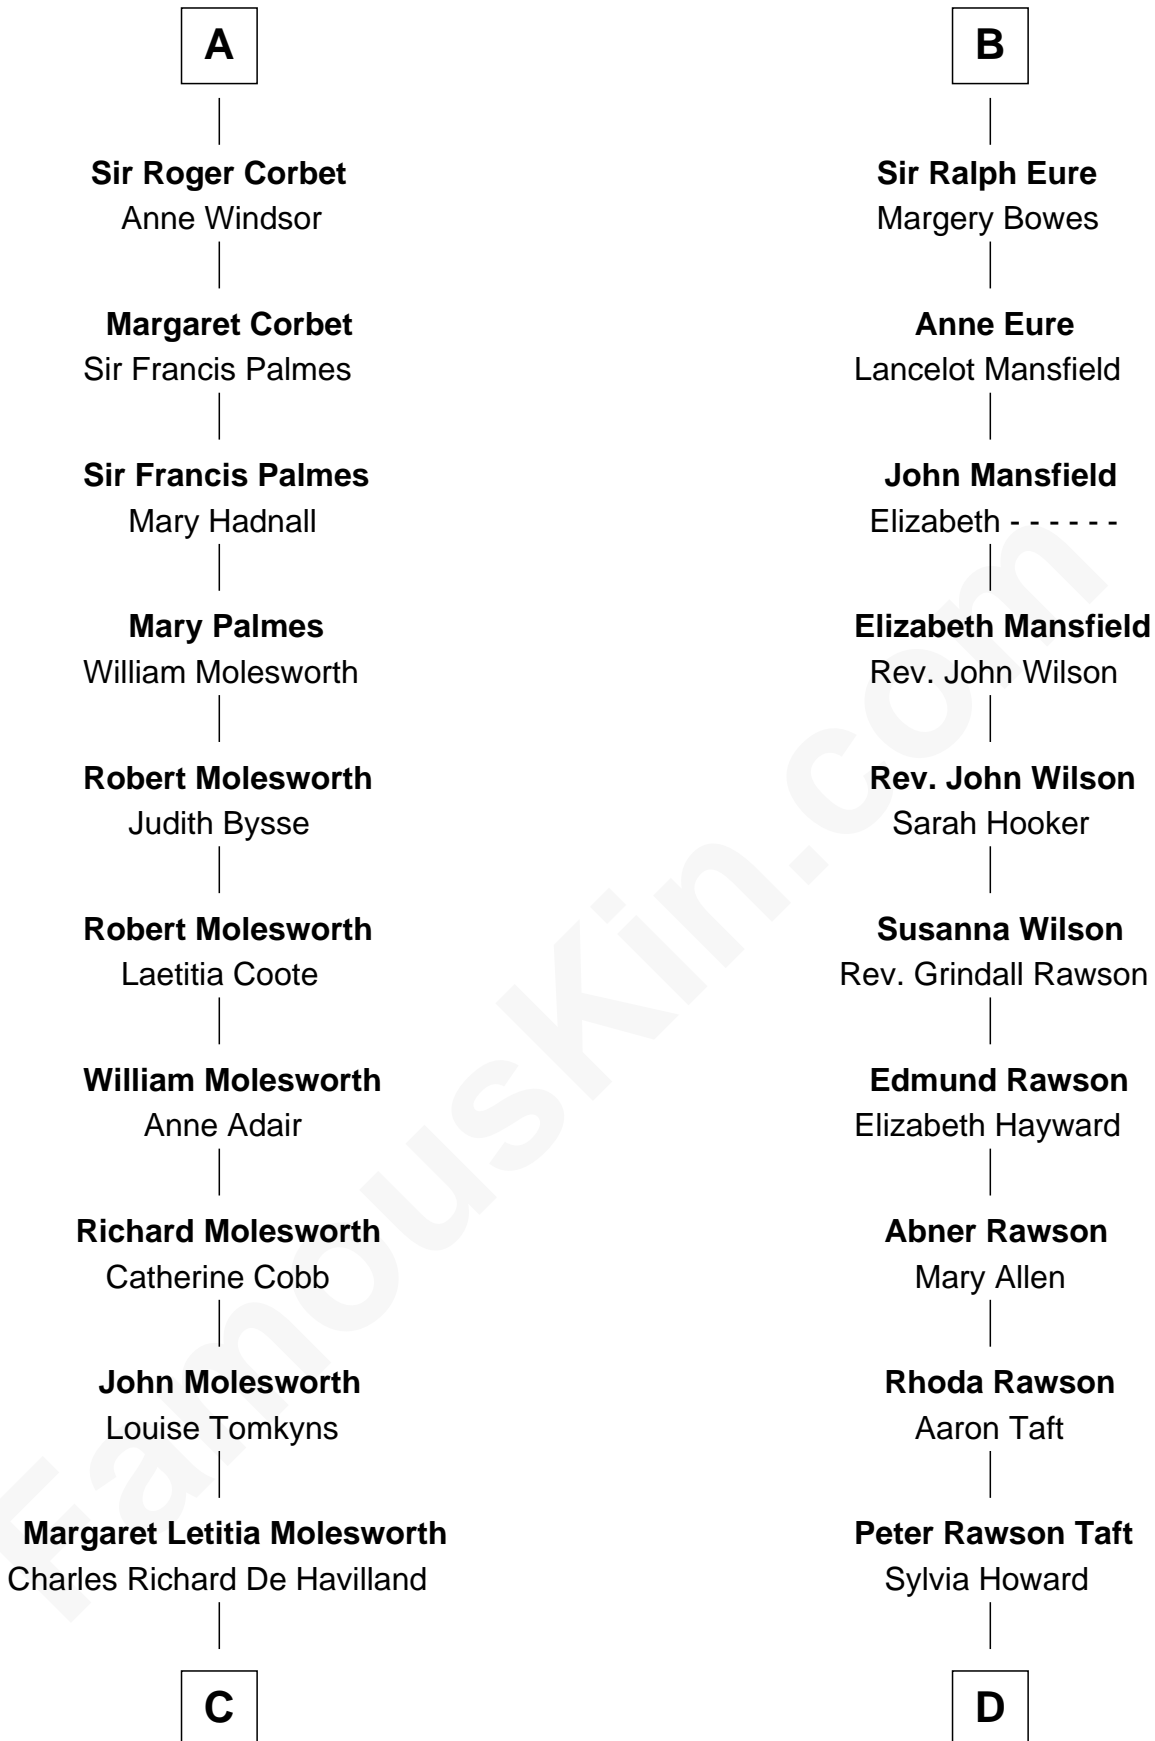 A
Sir Roger Corbet
Anne Windsor
Margaret Corbet
Sir Francis Palmes
Sir Francis Palmes
Mary Hadnall
Mary Palmes
William Molesworth
Robert Molesworth
Judith Bysse
Robert Molesworth
Laetitia Coote
William Molesworth
Anne Adair
Richard Molesworth
Catherine Cobb
John Molesworth
Louise Tomkyns
Margaret Letitia Molesworth
Charles Richard De Havilland
C
B
Sir Ralph Eure
Margery Bowes
Anne Eure
Lancelot Mansfield
John Mansfield
Elizabeth - - - - - -
Elizabeth Mansfield
Rev. John Wilson
Rev. John Wilson
Sarah Hooker
Susanna Wilson
Rev. Grindall Rawson
Edmund Rawson
Elizabeth Hayward
Abner Rawson
Mary Allen
Rhoda Rawson
Aaron Taft
Peter Rawson Taft
Sylvia Howard
D
FamousKin.com